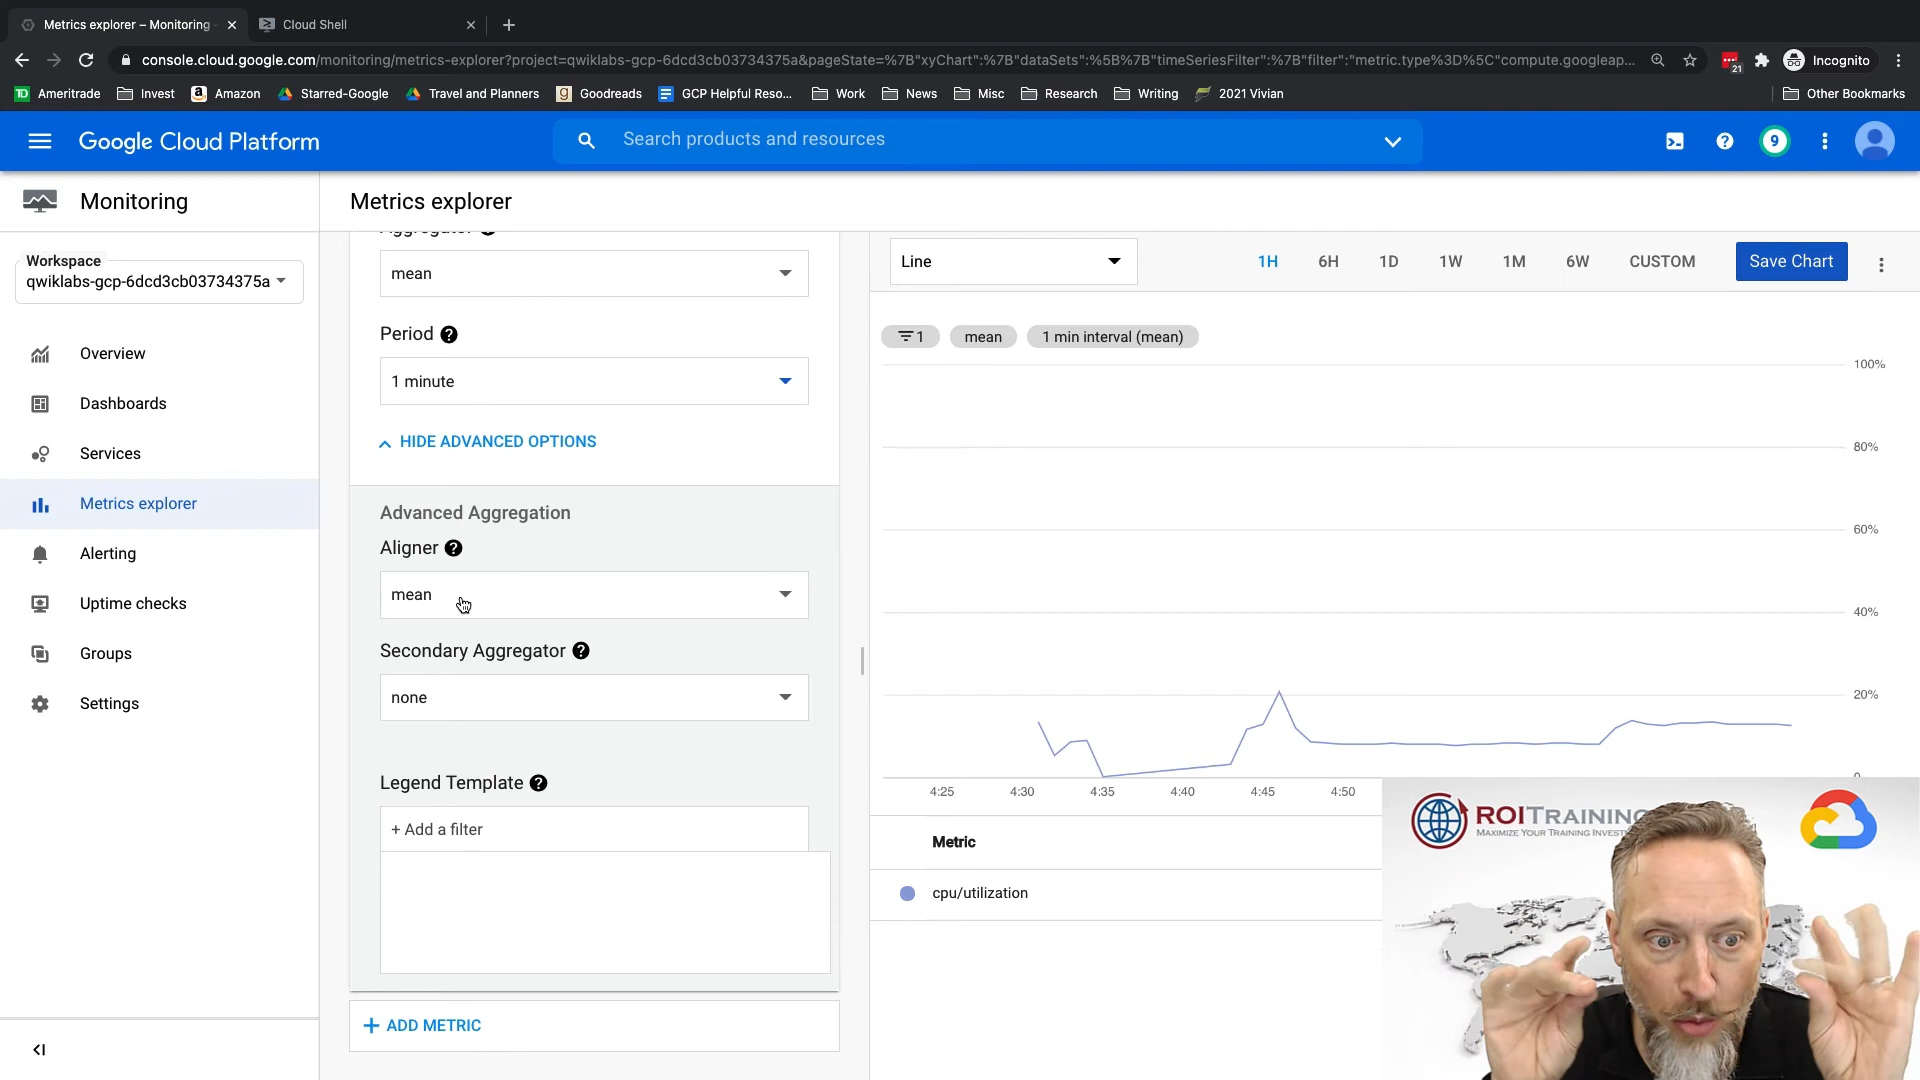 Metrics explorer – Monitoring
Cloud Shell
console.cloud.google.com/monitoring/metrics-explorer?project=qwiklabs-gcp-6dcd3cb03734375a&pageState=%7B"xyChart":%7B"dataSets":%5B%7B"timeSeriesFilter":%7B"filter":"metric.type%3D%5C"compute.googleap...
21
Incognito
Ameritrade
Invest
Amazon
Starred-Google
Travel and Planners
Goodreads
GCP Helpful Reso...
Work
News
Misc
Research
Writing
2021 Vivian
Other Bookmarks
Google Cloud Platform
Search products and resources
9
Monitoring
Metrics explorer
Workspace
qwiklabs-gcp-6dcd3cb03734375a
Overview
Dashboards
Services
Metrics explorer
Alerting
Uptime checks
Groups
Settings
mean
Period
1 minute
HIDE ADVANCED OPTIONS
Advanced Aggregation
Aligner
mean
Secondary Aggregator
none
Legend Template
+ Add a filter
ADD METRIC
Line
1H
6H
1D
1W
1M
6W
CUSTOM
Save Chart
1
mean
1 min interval (mean)
100%
80%
60%
40%
20%
4:25
4:30
4:35
4:40
4:45
4:50
Metric
cpu/utilization
ROITRAINING
MAXIMIZE YOUR TRAINING